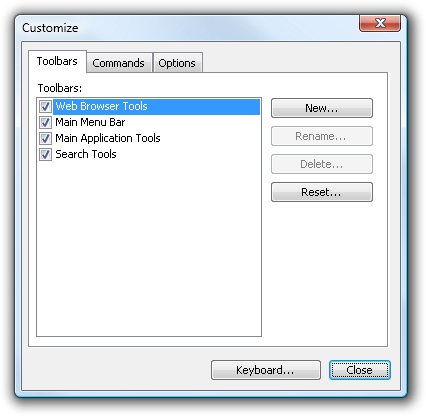 Customize
Toolbars Commands Options
Toolbars:
Web Browser Tools
Main Menu Bar
Main Application Tools
Search Tools
New...
Rename...
Delete...
Reset...
Keyboard... Close